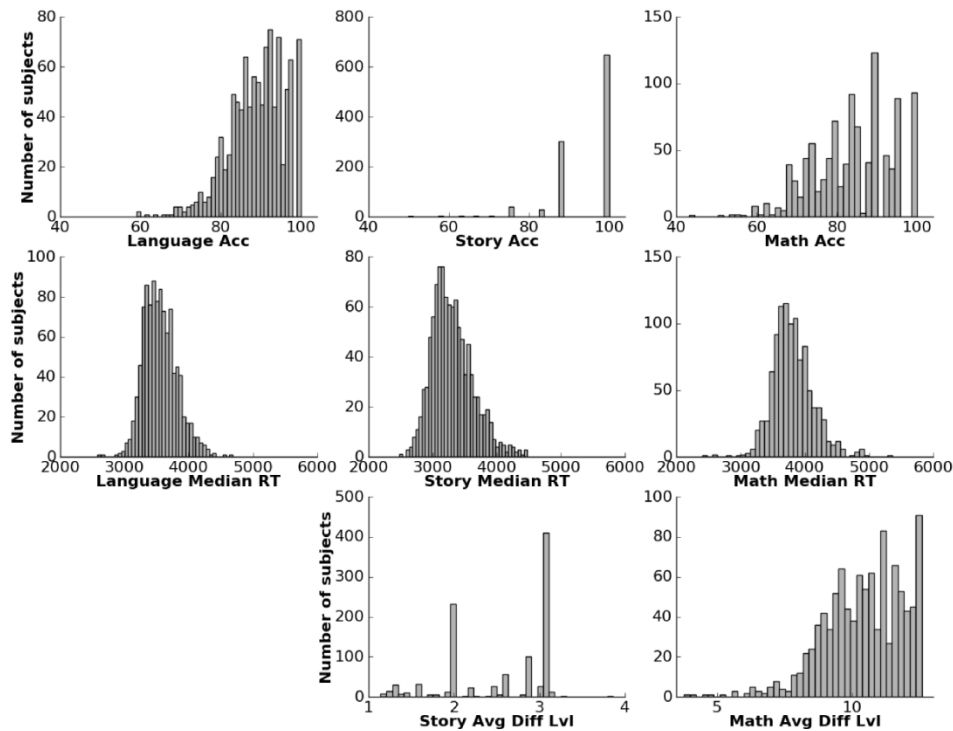 Number of subjects
80
60
40
20
0
40 60 80 100
Language Acc
800
600
400
200
0
40 60 80 100
Story Acc
150
100
50
0
40 60 80 100
Math Acc
Number of subjects
100
80
60
40
20
0
2000 3000 4000 5000 6000
Language Median RT
80
60
40
20
0
2000 3000 4000 5000 6000
Story Median RT
150
100
50
0
2000 3000 4000 5000 6000
Math Median RT
Number of subjects
500
400
300
200
100
0
1 2 3 4
Story Avg Diff Lvl
100
80
60
40
20
0
5 10
Math Avg Diff Lvl